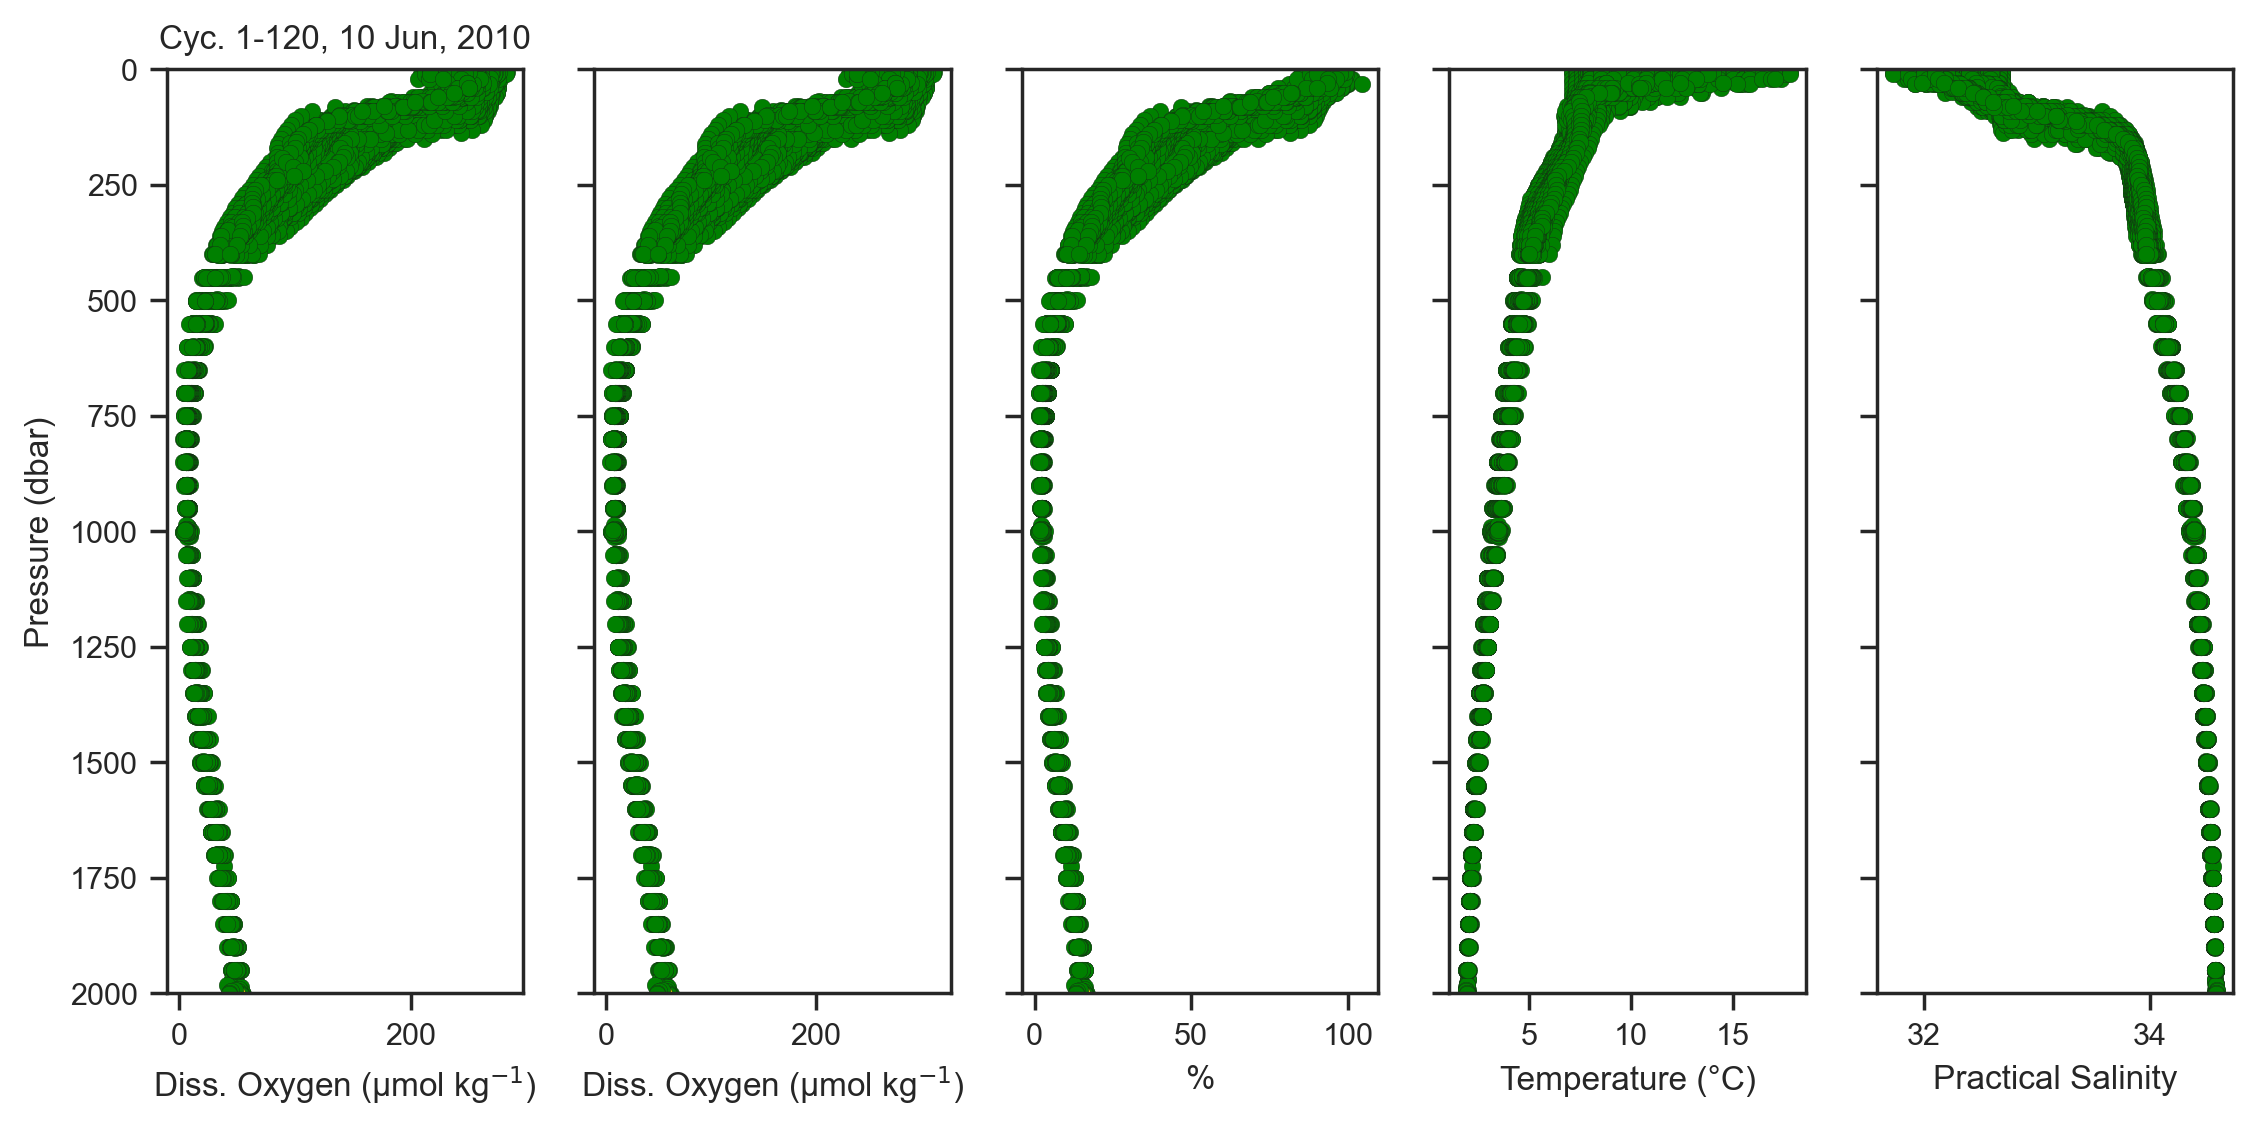 Cyc. 1-120, 10 Jun, 2010
Pressure (dbar)
0
250
500
750
1000
1250
1500
1750
2000
0 200
Diss. Oxygen (μmol kg⁻¹)
0 200
Diss. Oxygen (μmol kg⁻¹)
0 50 100
%
5 10 15
Temperature (°C)
32 34
Practical Salinity